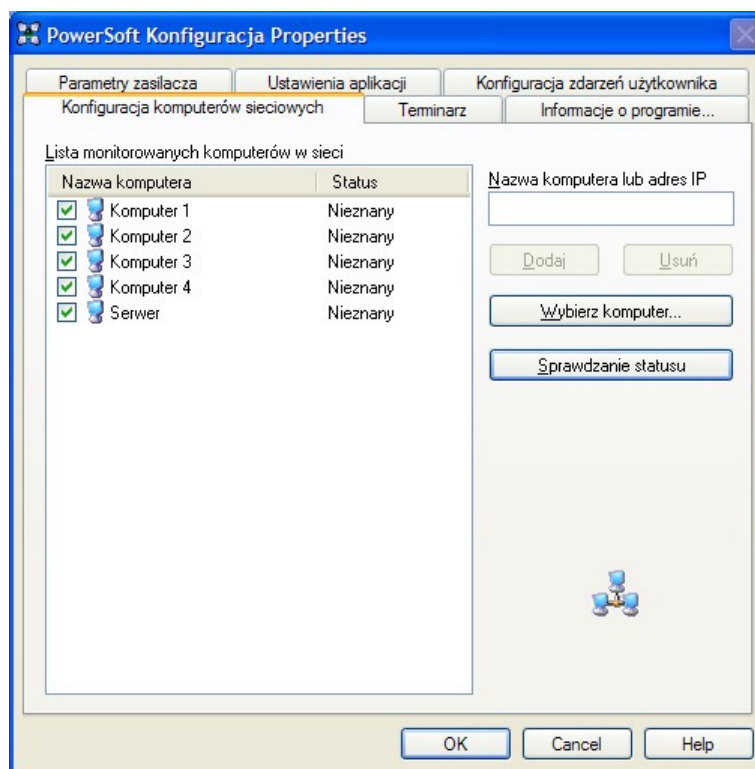 PowerSoft Konfiguracja Properties
Parametry zasilacza
Ustawienia aplikacji
Konfiguracja zdarzeń użytkownika
Konfiguracja komputerów sieciowych
Terminarz
Informacje o programie...
Lista monitorowanych komputerów w sieci
Nazwa komputera Status
Komputer 1 Nieznany
Komputer 2 Nieznany
Komputer 3 Nieznany
Komputer 4 Nieznany
Serwer Nieznany
Nazwa komputera lub adres IP
Dodaj
Usuń
Wybierz komputer...
Sprawdzanie statusu
OK
Cancel
Help